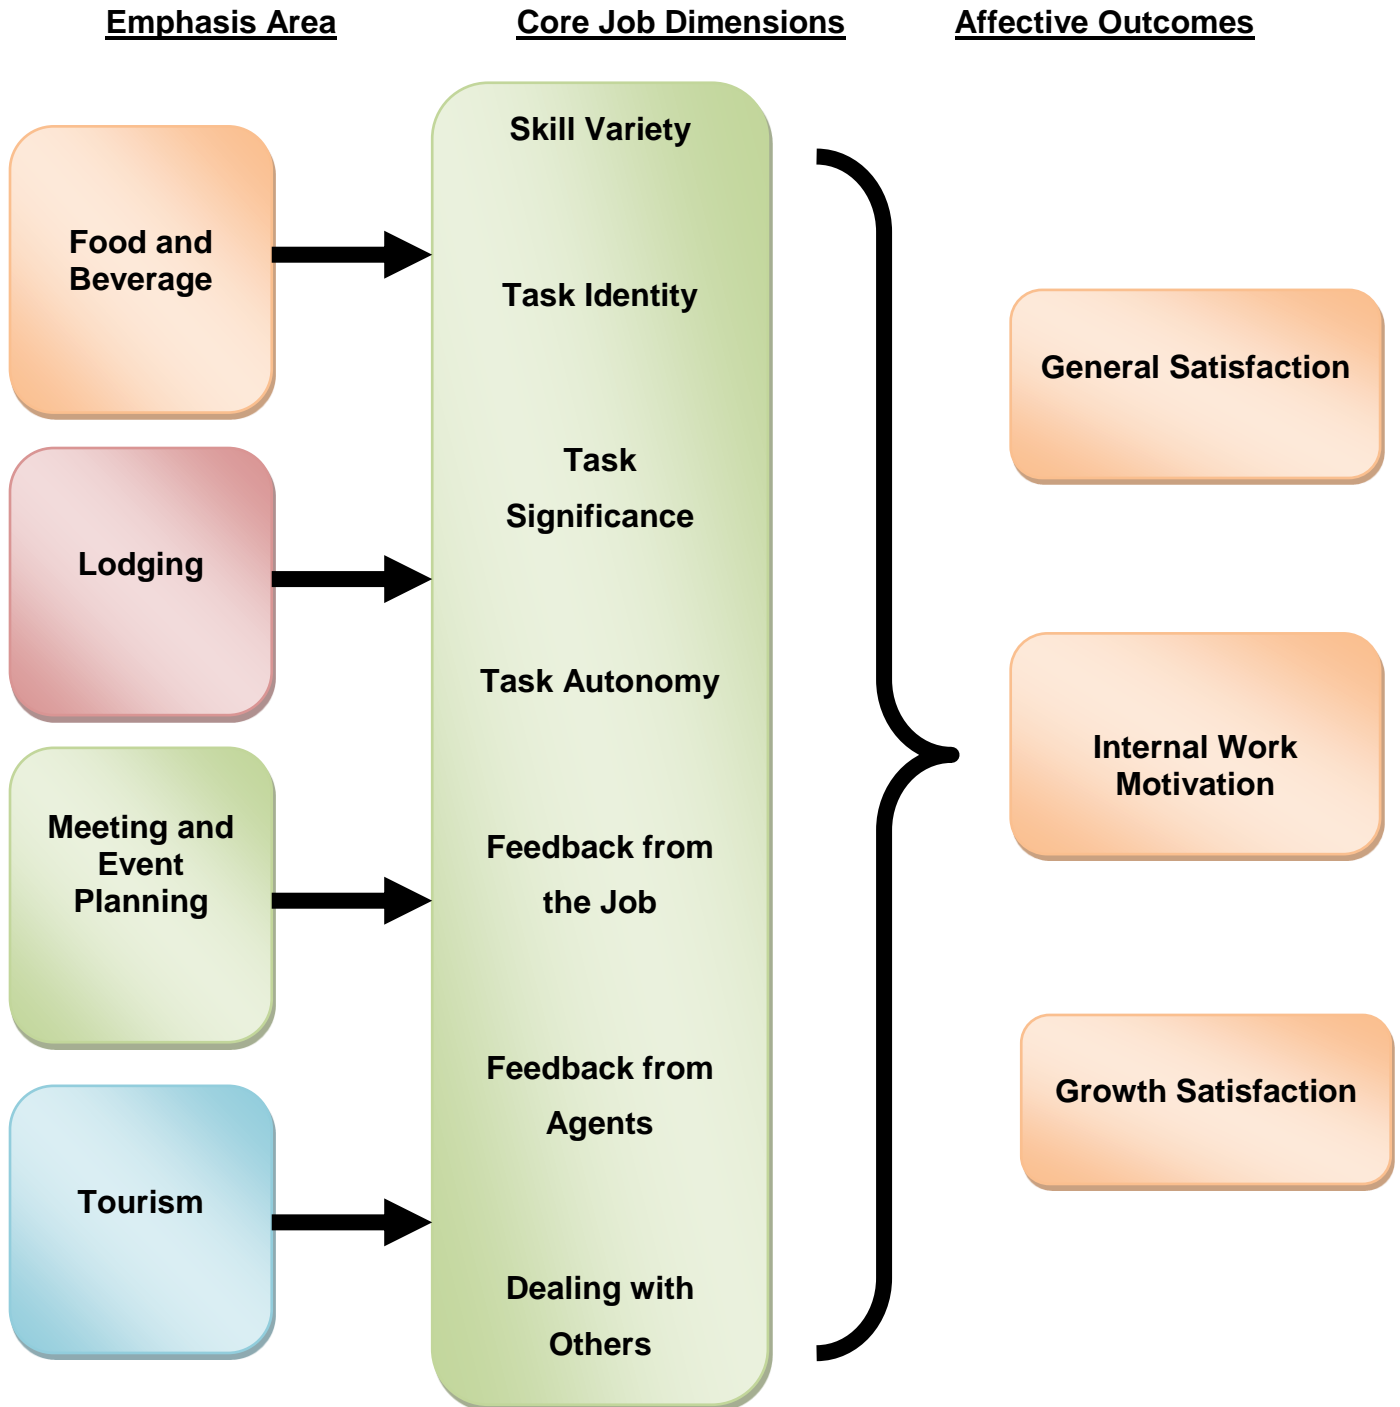 Emphasis Area
Core Job Dimensions
Affective Outcomes
Food and
Beverage
Lodging
Meeting and
Event
Planning
Tourism
Skill Variety
Task Identity
Task
Significance
Task Autonomy
Feedback from
the Job
Feedback from
Agents
Dealing with
Others
General Satisfaction
Internal Work
Motivation
Growth Satisfaction